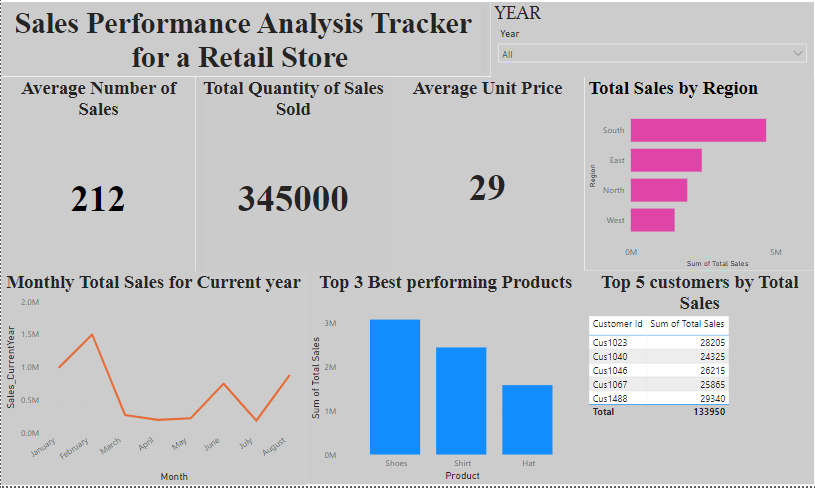 Sales Performance Analysis Tracker
for a Retail Store
YEAR
Year
All
Average Number of
Sales
212
Total Quantity of Sales
Sold
345000
Average Unit Price
29
Total Sales by Region
Region
South
East
North
West
0M
5M
Sum of Total Sales
Monthly Total Sales for Current year
Sales_CurrentYear
2.0M
1.5M
1.0M
0.5M
0.0M
January
February
March
April
May
June
July
August
Month
Top 3 Best performing Products
Sum of Total Sales
3M
2M
1M
0M
Shoes
Shirt
Hat
Product
Top 5 customers by Total
Sales
Customer Id Sum of Total Sales
Cus1023 28205
Cus1040 24325
Cus1046 26215
Cus1067 25865
Cus1488 29340
Total 133950